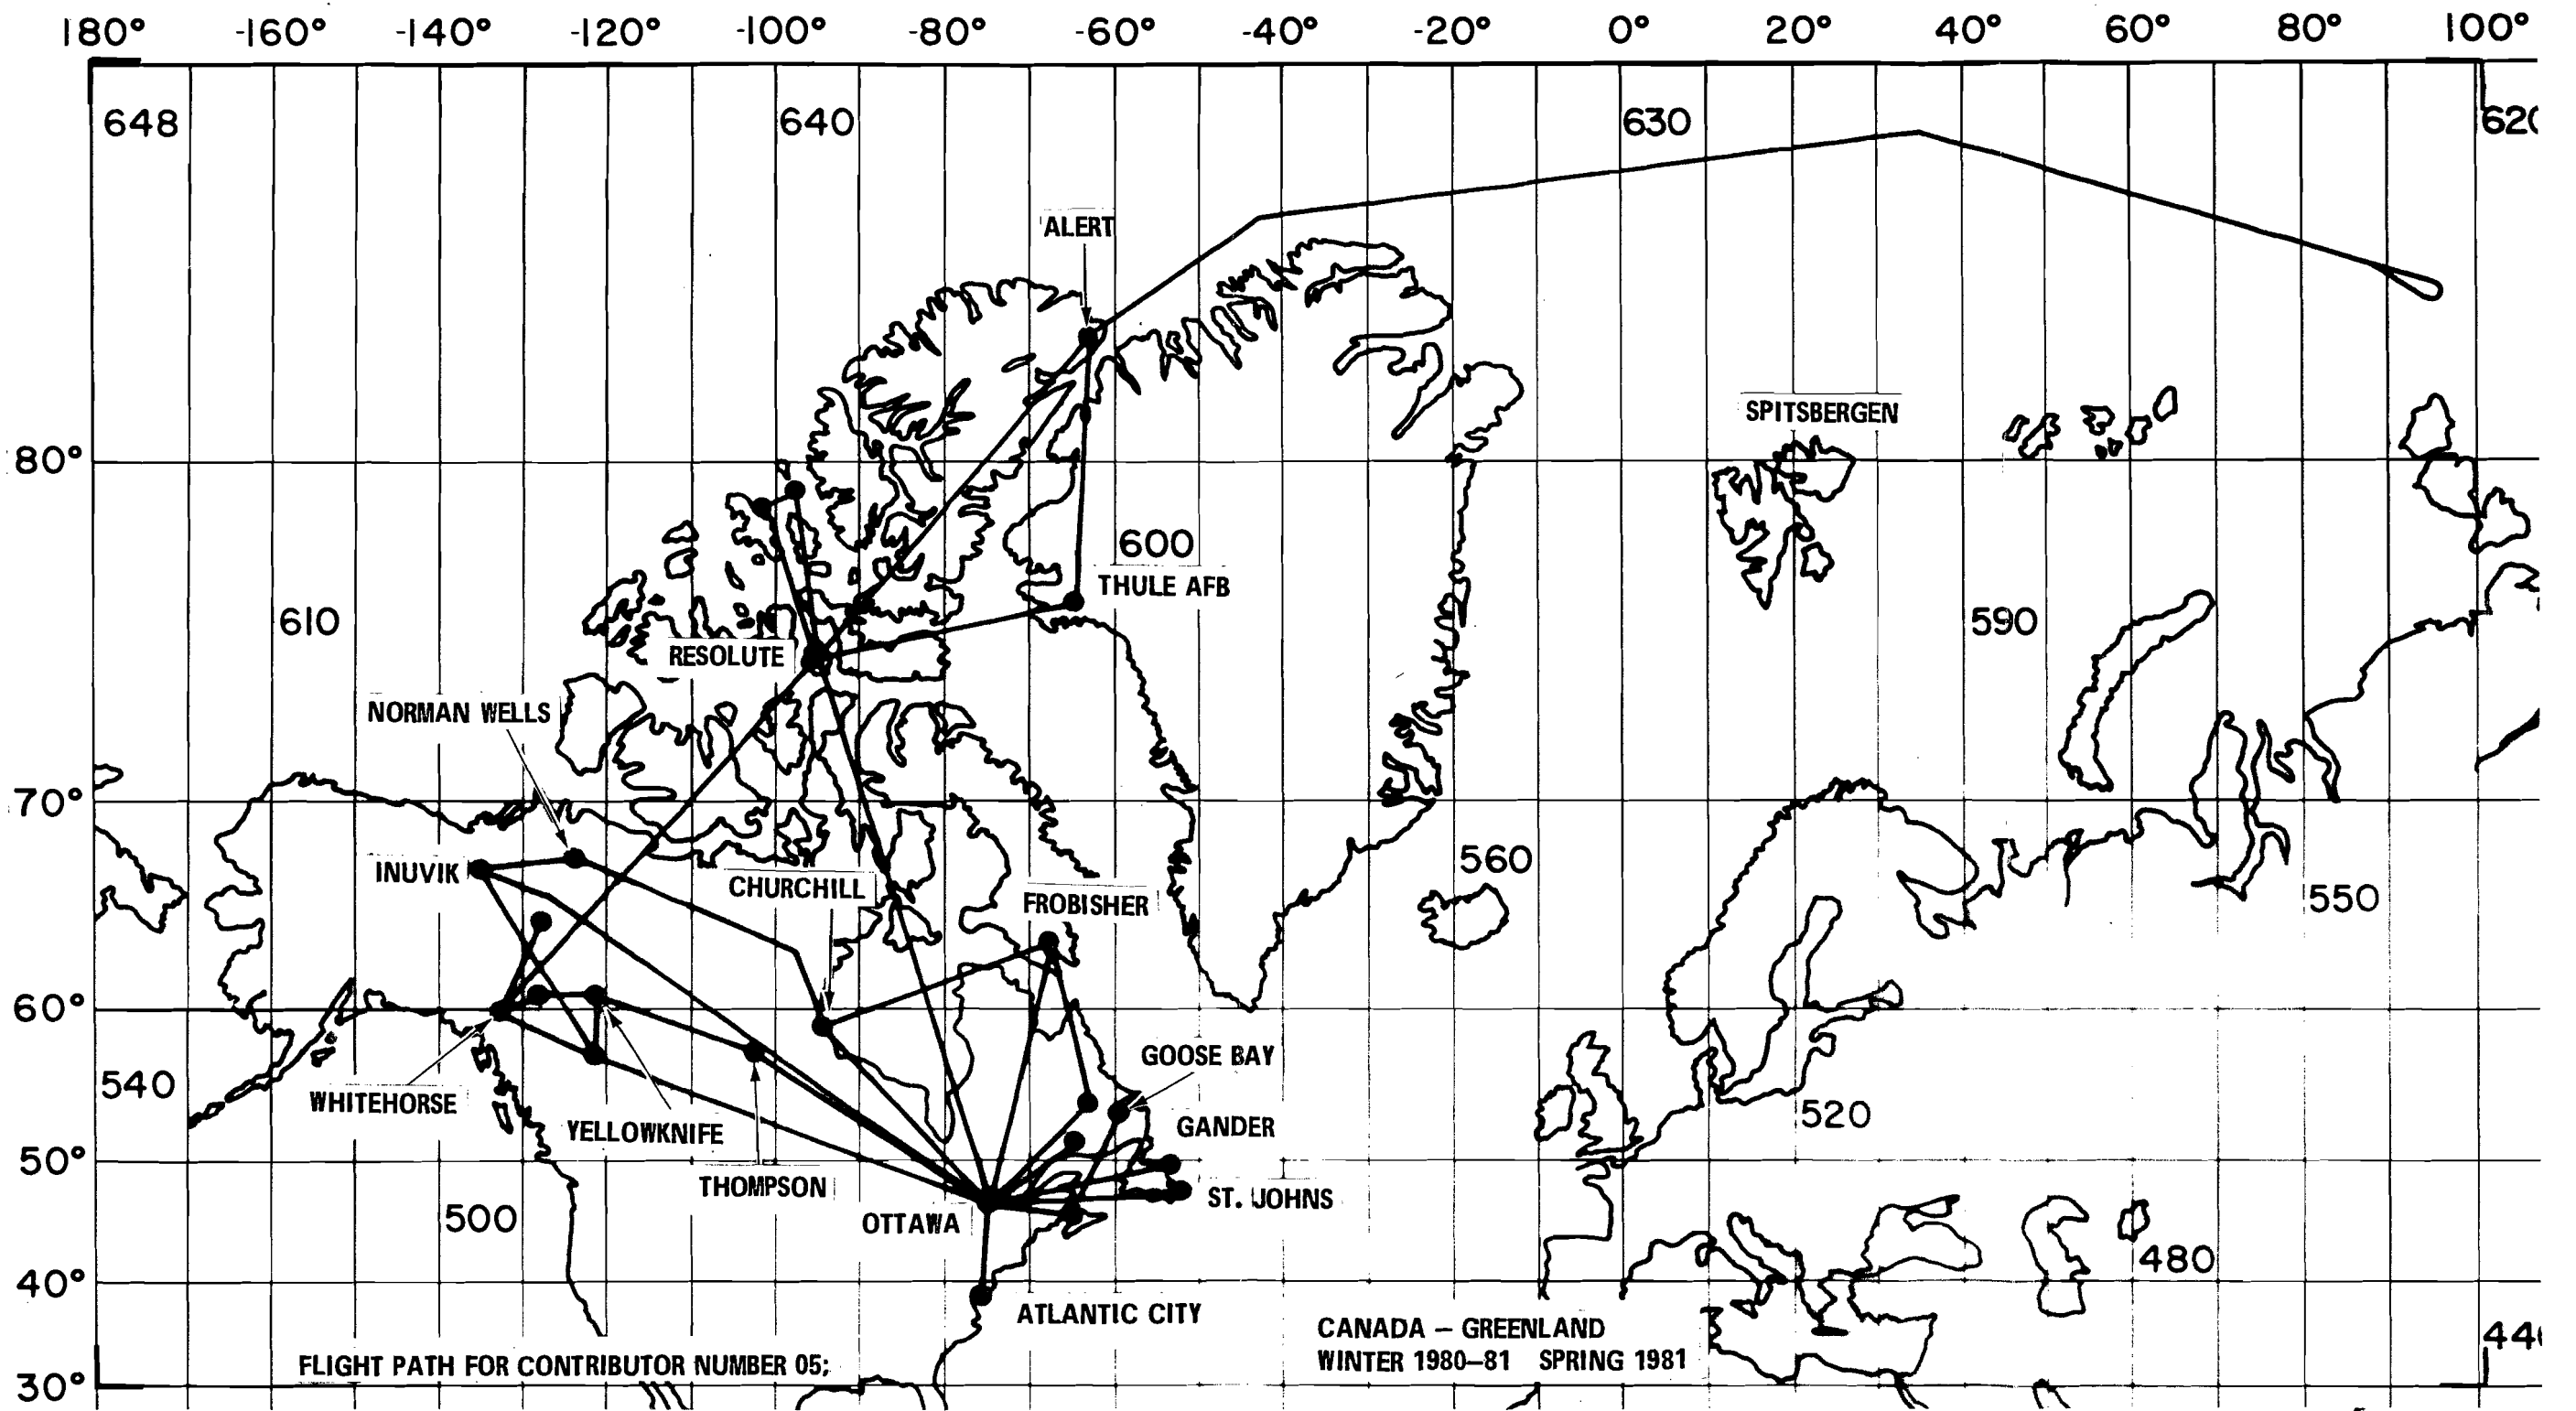 180° -160° -140° -120° -100° -80° -60° -40° -20° 0° 20° 40° 60° 80° 100°
648 640 630
ALERT
SPITSBERGEN
80°
600
THULE AFB
610 590
RESOLUTE
NORMAN WELLS
70°
INUVIK 560
CHURCHILL
FROBISHER 550
60°
GOOSE BAY
540
WHITEHORSE
520
YELLOWKNIFE GANDER
50°
THOMPSON
ST. JOHNS
500 OTTAWA
480
40°
ATLANTIC CITY
CANADA – GREENLAND
WINTER 1980–81 SPRING 1981
FLIGHT PATH FOR CONTRIBUTOR NUMBER 05;
30°